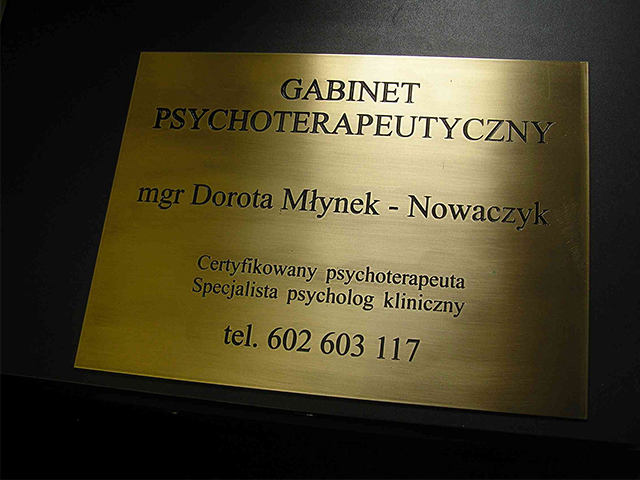 GABINET
PSYCHOTERAPEUTYCZNY
mgr Dorota Młynek - Nowaczyk
Certyfikowany psychoterapeuta
Specjalista psycholog kliniczny
tel. 602 603 117